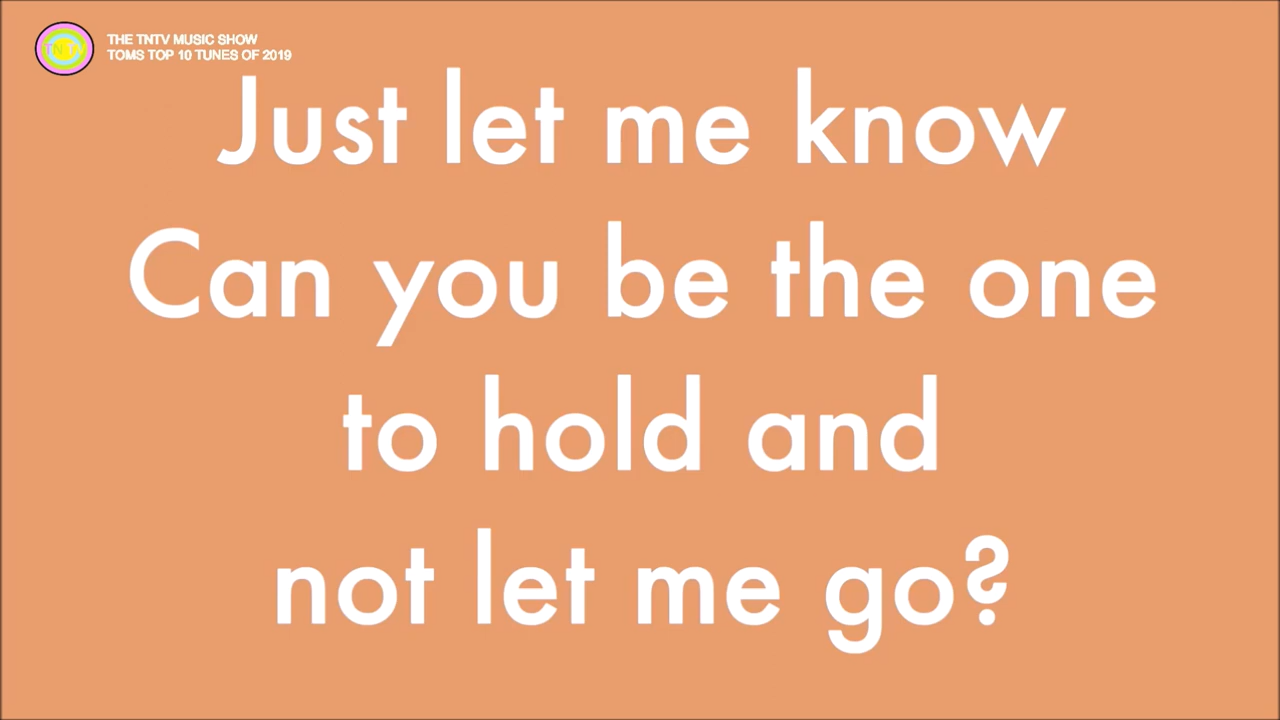 TNTV
THE TNTV MUSIC SHOW
TOMS TOP 10 TUNES OF 2019
Just let me know
Can you be the one
to hold and
not let me go?